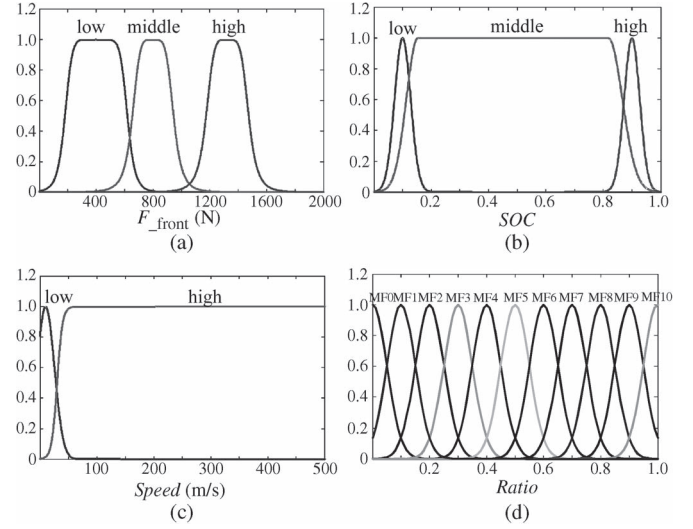 1.2
low middle high
1.0
0.8
0.6
0.4
0.2
0
400 800 1200 1600 2000
F_front (N)
(a)
1.2
low middle high
1.0
0.8
0.6
0.4
0.2
0
0.2 0.4 0.6 0.8 1.0
SOC
(b)
1.2
low high
1.0
0.8
0.6
0.4
0.2
0
100 200 300 400 500
Speed (m/s)
(c)
1.2
MF0 MF1 MF2 MF3 MF4 MF5 MF6 MF7 MF8 MF9 MF10
1.0
0.8
0.6
0.4
0.2
0
0.2 0.4 0.6 0.8 1.0
Ratio
(d)